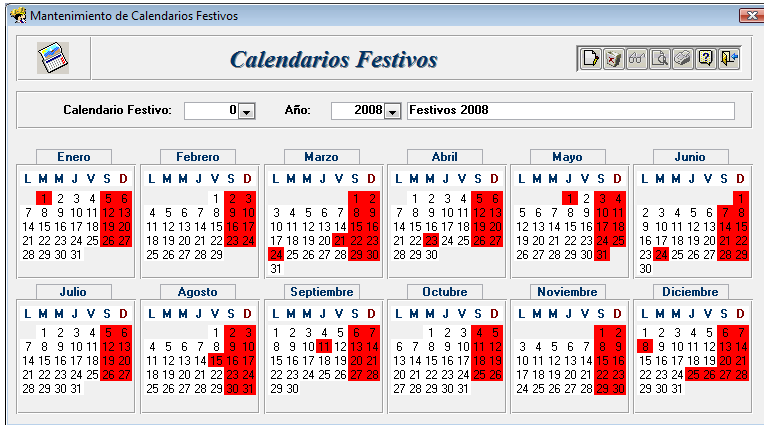 Mantenimiento de Calendarios Festivos
Calendarios Festivos
Calendario Festivo: 0 Año: 2008 Festivos 2008
Enero
L M M J V S D
1 2 3 4 5 6
7 8 9 10 11 12 13
14 15 16 17 18 19 20
21 22 23 24 25 26 27
28 29 30 31
Febrero
L M M J V S D
1 2 3
4 5 6 7 8 9 10
11 12 13 14 15 16 17
18 19 20 21 22 23 24
25 26 27 28 29
Marzo
L M M J V S D
1 2
3 4 5 6 7 8 9
10 11 12 13 14 15 16
17 18 19 20 21 22 23
24 25 26 27 28 29 30
31
Abril
L M M J V S D
1 2 3 4 5 6
7 8 9 10 11 12 13
14 15 16 17 18 19 20
21 22 23 24 25 26 27
28 29 30
Mayo
L M M J V S D
1 2 3 4
5 6 7 8 9 10 11
12 13 14 15 16 17 18
19 20 21 22 23 24 25
26 27 28 29 30 31
Junio
L M M J V S D
1
2 3 4 5 6 7 8
9 10 11 12 13 14 15
16 17 18 19 20 21 22
23 24 25 26 27 28 29
30
Julio
L M M J V S D
1 2 3 4 5 6
7 8 9 10 11 12 13
14 15 16 17 18 19 20
21 22 23 24 25 26 27
28 29 30 31
Agosto
L M M J V S D
1 2 3
4 5 6 7 8 9 10
11 12 13 14 15 16 17
18 19 20 21 22 23 24
25 26 27 28 29 30 31
Septiembre
L M M J V S D
1 2 3 4 5 6 7
8 9 10 11 12 13 14
15 16 17 18 19 20 21
22 23 24 25 26 27 28
29 30
Octubre
L M M J V S D
1 2 3 4 5
6 7 8 9 10 11 12
13 14 15 16 17 18 19
20 21 22 23 24 25 26
27 28 29 30 31
Noviembre
L M M J V S D
1 2
3 4 5 6 7 8 9
10 11 12 13 14 15 16
17 18 19 20 21 22 23
24 25 26 27 28 29 30
Diciembre
L M M J V S D
1 2 3 4 5 6 7
8 9 10 11 12 13 14
15 16 17 18 19 20 21
22 23 24 25 26 27 28
29 30 31